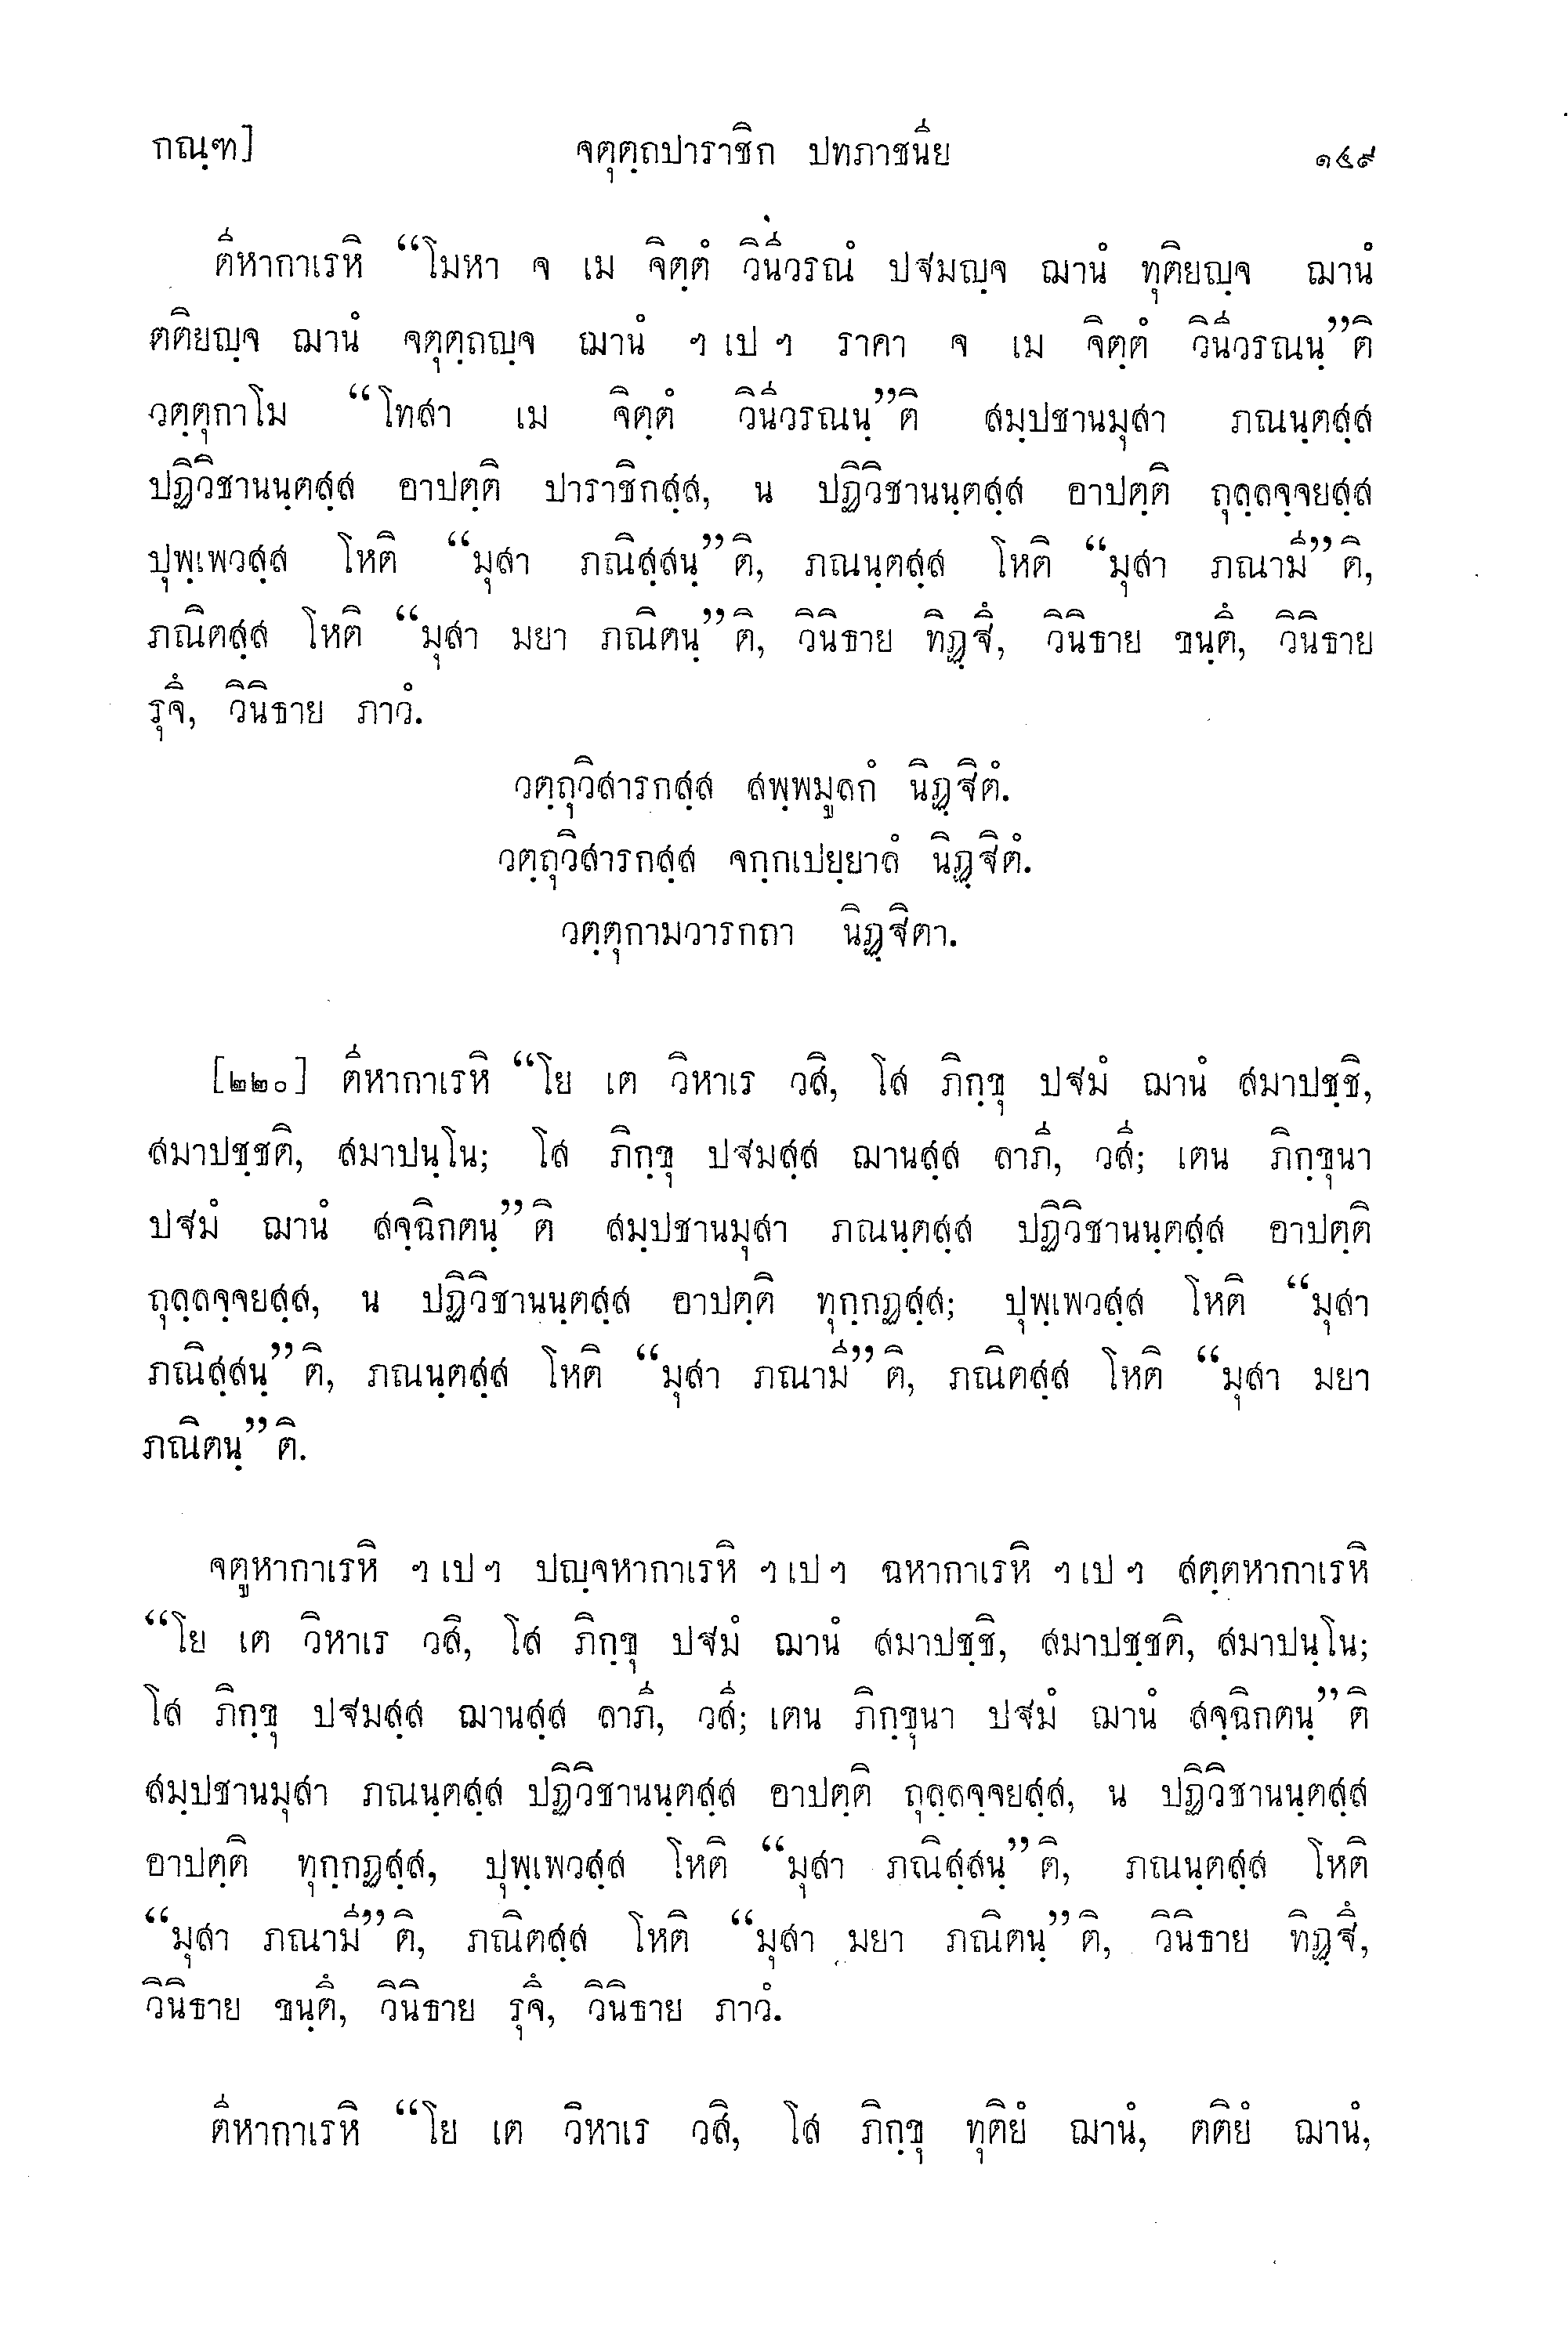 กณฺฑ] จตุตฺถปาราชิก ปทภาชนีย ๑๔๙
ตีหากาเรหิ “โมหา จ เม จิตฺตํ วินีวรณํ ปฐมญฺจ ฌานํ ทุติยญฺจ ฌานํ
ตติยญฺจ ฌานํ จตุตฺถญฺจ ฌานํ ฯ เป ฯ ราคา จ เม จิตฺตํ วินีวรณนฺ”ติ
วตฺตุกาโม “โทสา เม จิตฺตํ วินีวรณนฺ”ติ สมฺปชานมุสา ภณนฺตสฺส
ปฏิวิชานนฺตสฺส อาปตฺติ ปาราชิกสฺส, น ปฏิวิชานนฺตสฺส อาปตฺติ ถุลฺลจฺจยสฺส
ปุพฺเพวสฺส โหติ “มุสา ภณิสฺสนฺ”ติ, ภณนฺตสฺส โหติ “มุสา ภณามี”ติ,
ภณิตสฺส โหติ “มุสา มยา ภณิตนฺ”ติ, วินิธาย ทิฏฺฐึ, วินิธาย ขนฺตึ, วินิธาย
รุจึ, วินิธาย ภาวํ.
วตฺถุวิสารกสฺส สพฺพมูลกํ นิฏฺฐิตํ.
วตฺถุวิสารกสฺส จกฺกเปยฺยาลํ นิฏฺฐิตํ.
วตฺตุกามวารกถา นิฏฺฐิตา.
[๒๒๐] ตีหากาเรหิ “โย เต วิหาเร วสิ, โส ภิกฺขุ ปฐมํ ฌานํ สมาปชฺชิ,
สมาปชฺชติ, สมาปนฺโน; โส ภิกฺขุ ปฐมสฺส ฌานสฺส ลาภี, วสี; เตน ภิกฺขุนา
ปฐมํ ฌานํ สจฺฉิกตนฺ”ติ สมฺปชานมุสา ภณนฺตสฺส ปฏิวิชานนฺตสฺส อาปตฺติ
ถุลฺลจฺจยสฺส, น ปฏิวิชานนฺตสฺส อาปตฺติ ทุกฺกฏสฺส; ปุพฺเพวสฺส โหติ “มุสา
ภณิสฺสนฺ”ติ, ภณนฺตสฺส โหติ “มุสา ภณามี”ติ, ภณิตสฺส โหติ “มุสา มยา
ภณิตนฺ”ติ.
จตูหากาเรหิ ฯ เป ฯ ปญฺจหากาเรหิ ฯ เป ฯ ฉหากาเรหิ ฯ เป ฯ สตฺตหากาเรหิ
“โย เต วิหาเร วสิ, โส ภิกฺขุ ปฐมํ ฌานํ สมาปชฺชิ, สมาปชฺชติ, สมาปนฺโน;
โส ภิกฺขุ ปฐมสฺส ฌานสฺส ลาภี, วสี; เตน ภิกฺขุนา ปฐมํ ฌานํ สจฺฉิกตนฺ”ติ
สมฺปชานมุสา ภณนฺตสฺส ปฏิวิชานนฺตสฺส อาปตฺติ ถุลฺลจฺจยสฺส, น ปฏิวิชานนฺตสฺส
อาปตฺติ ทุกฺกฏสฺส, ปุพฺเพวสฺส โหติ “มุสา ภณิสฺสนฺ”ติ, ภณนฺตสฺส โหติ
“มุสา ภณามี”ติ, ภณิตสฺส โหติ “มุสา มยา ภณิตนฺ”ติ, วินิธาย ทิฏฺฐึ,
วินิธาย ขนฺตึ, วินิธาย รุจึ, วินิธาย ภาวํ.
ตีหากาเรหิ “โย เต วิหาเร วสิ, โส ภิกฺขุ ทุติยํ ฌานํ, ตติยํ ฌานํ,